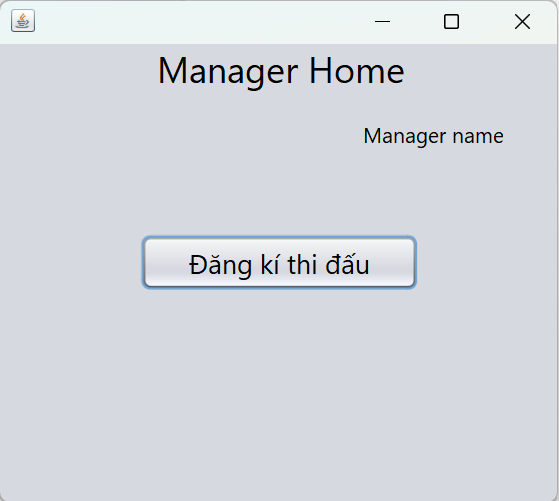 Manager Home
Manager name
Đăng kí thi đấu